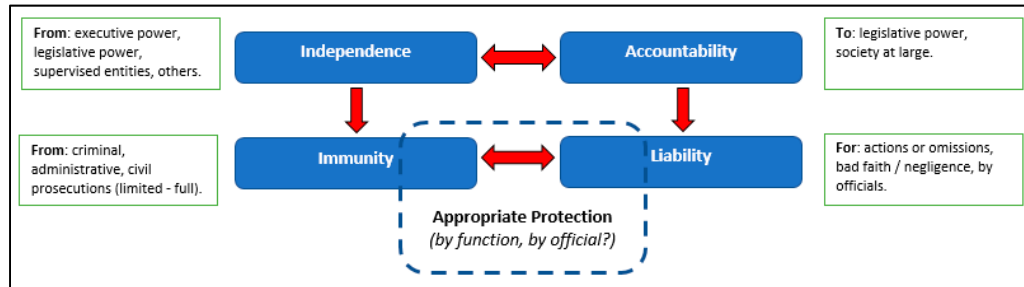 From: executive power,
legislative power,
supervised entities, others.
Independence
Accountability
To: legislative power,
society at large.
From: criminal,
administrative, civil
prosecutions (limited - full).
Immunity
Liability
For: actions or omissions,
bad faith / negligence, by
officials.
Appropriate Protection
(by function, by official?)